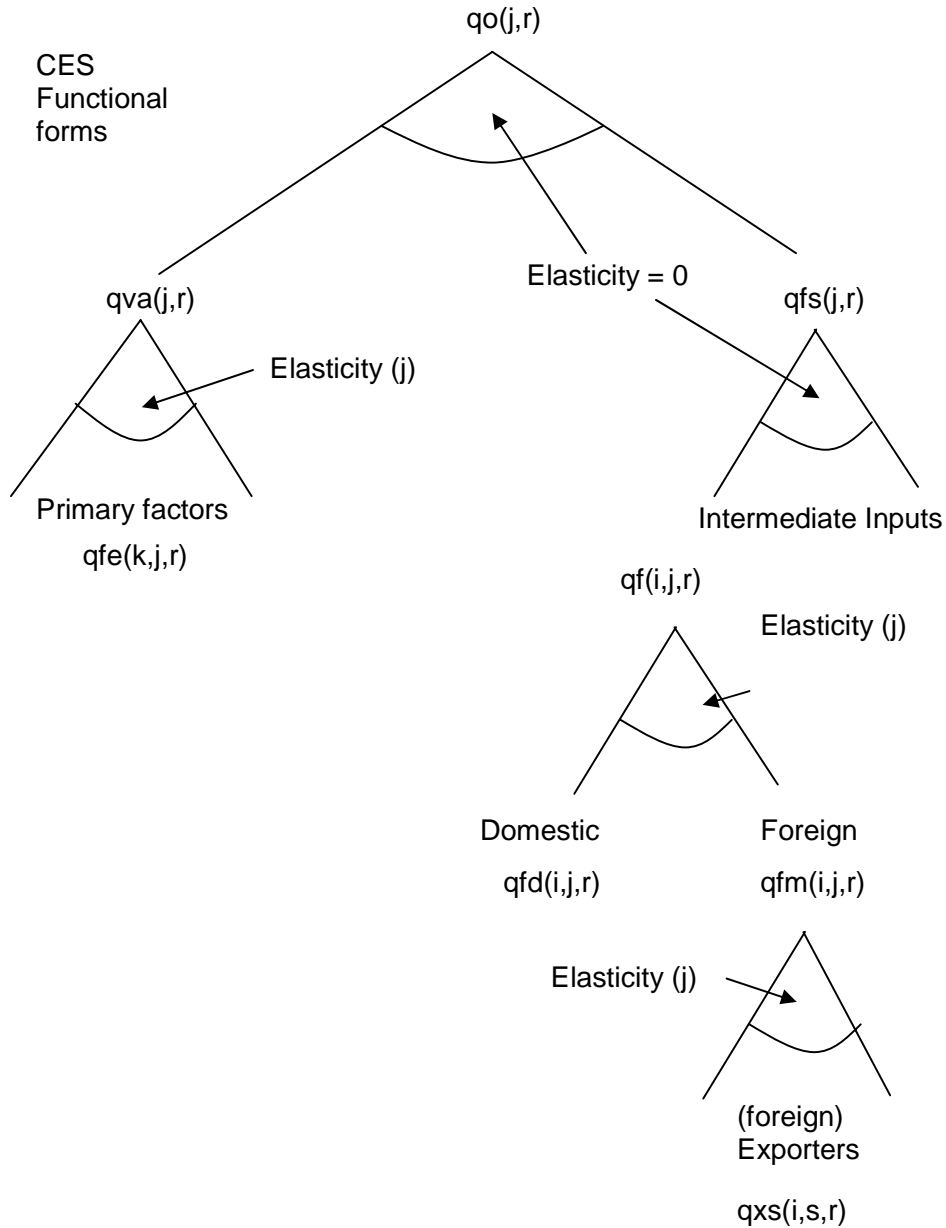 qo(j,r)
CES
Functional
forms
Elasticity = 0
qva(j,r)
qfs(j,r)
Elasticity (j)
Primary factors
qfe(k,j,r)
Intermediate Inputs
qf(i,j,r)
Elasticity (j)
Domestic
Foreign
qfd(i,j,r)
qfm(i,j,r)
Elasticity (j)
(foreign)
Exporters
qxs(i,s,r)